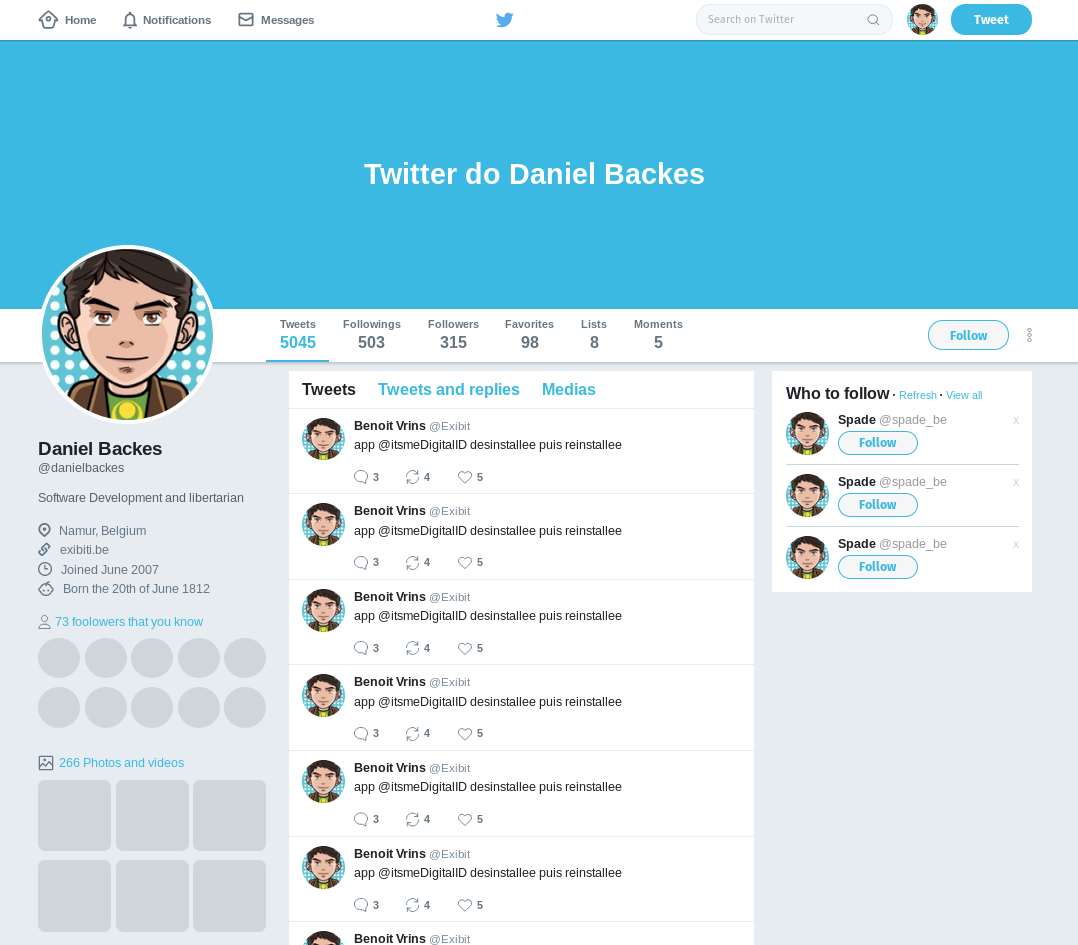 Home Notifications Messages Search on Twitter Tweet
Twitter do Daniel Backes
Tweets Followings Followers Favorites Lists Moments
5045 503 315 98 8 5
Follow
Daniel Backes
@danielbackes
Software Development and libertarian
Namur, Belgium
exibiti.be
Joined June 2007
Born the 20th of June 1812
73 foolowers that you know
266 Photos and videos
Tweets Tweets and replies Medias
Benoit Vrins @Exibit
app @itsmeDigitalID desinstallee puis reinstallee
3 4 5
Benoit Vrins @Exibit
app @itsmeDigitalID desinstallee puis reinstallee
3 4 5
Benoit Vrins @Exibit
app @itsmeDigitalID desinstallee puis reinstallee
3 4 5
Benoit Vrins @Exibit
app @itsmeDigitalID desinstallee puis reinstallee
3 4 5
Benoit Vrins @Exibit
app @itsmeDigitalID desinstallee puis reinstallee
3 4 5
Benoit Vrins @Exibit
app @itsmeDigitalID desinstallee puis reinstallee
3 4 5
Benoit Vrins @Exibit
Who to follow · Refresh · View all
Spade @spade_be x
Follow
Spade @spade_be x
Follow
Spade @spade_be x
Follow